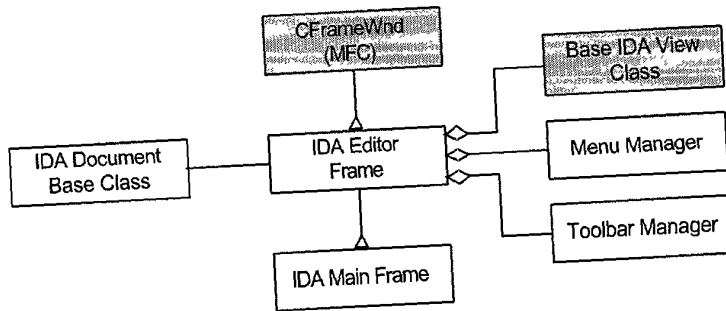 CFrameWnd
(MFC)
Base IDA View
Class
IDA Document
Base Class
IDA Editor
Frame
Menu Manager
Toolbar Manager
IDA Main Frame